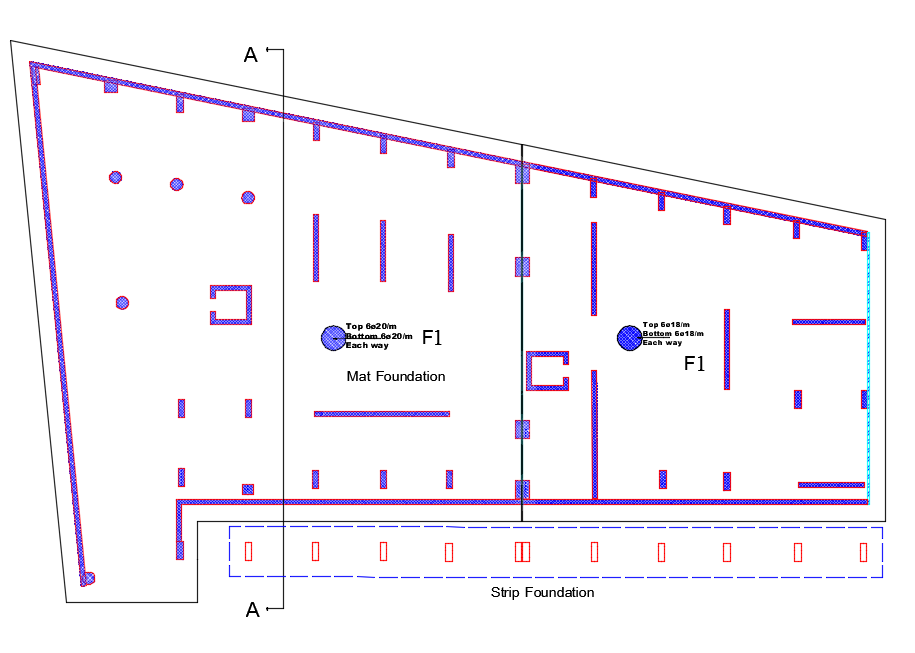 A
Top 6ø20/m
Bottom 6ø20/m
Each way
F1
Mat Foundation
Top 6ø18/m
Bottom 6ø18/m
Each way
F1
Strip Foundation
A